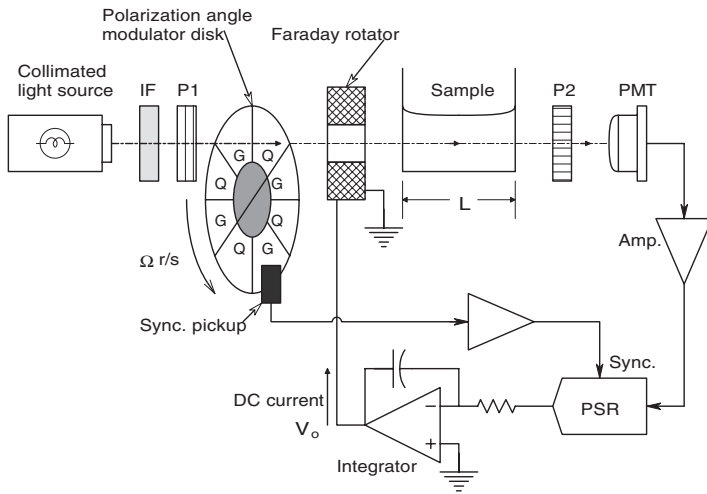 Polarization angle
modulator disk
Faraday rotator
Collimated
light source
IF
P1
Sample
P2
PMT
G
Q
Q
G
G
Q
Q
G
L
Ω r/s
Amp.
Sync. pickup
Sync.
DC current
Vo
PSR
−
+
Integrator